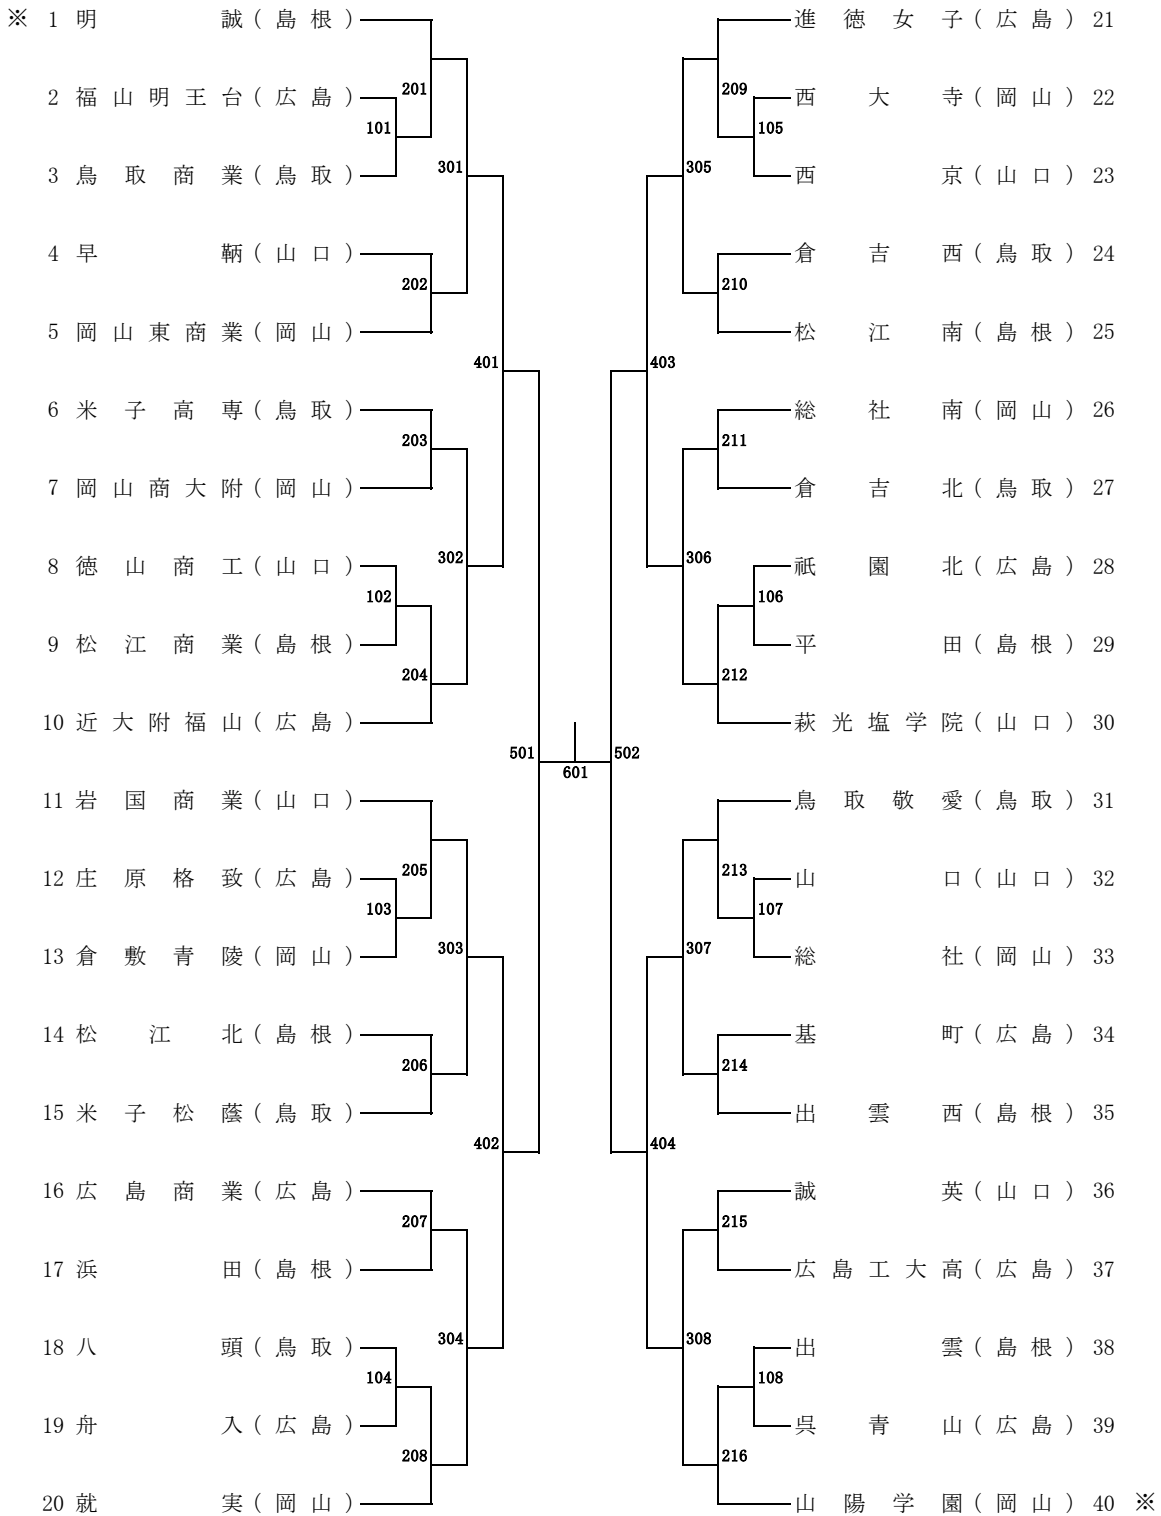 ※ 1 明誠(島根) 進徳女子(広島) 21
201 209
2 福山明王台(広島) 西大寺(岡山) 22
101 105
3 鳥取商業(鳥取) 301 305 西京(山口) 23
4 早鞆(山口) 倉吉西(鳥取) 24
202 210
5 岡山東商業(岡山) 松江南(島根) 25
401 403
6 米子高専(鳥取) 総社南(岡山) 26
203 211
7 岡山商大附(岡山) 倉吉北(鳥取) 27
302 306
8 徳山商工(山口) 祇園北(広島) 28
102 106
9 松江商業(島根) 平田(島根) 29
204 212
10 近大附福山(広島) 萩光塩学院(山口) 30
501 502
601
11 岩国商業(山口) 鳥取敬愛(鳥取) 31
205 213
12 庄原格致(広島) 山口(山口) 32
103 107
13 倉敷青陵(岡山) 303 307 総社(岡山) 33
14 松江北(島根) 基町(広島) 34
206 214
15 米子松蔭(鳥取) 出雲西(島根) 35
402 404
16 広島商業(広島) 誠英(山口) 36
207 215
17 浜田(島根) 広島工大高(広島) 37
304 308
18 八頭(鳥取) 出雲(島根) 38
104 108
19 舟入(広島) 呉青山(広島) 39
208 216
20 就実(岡山) 山陽学園(岡山) 40 ※